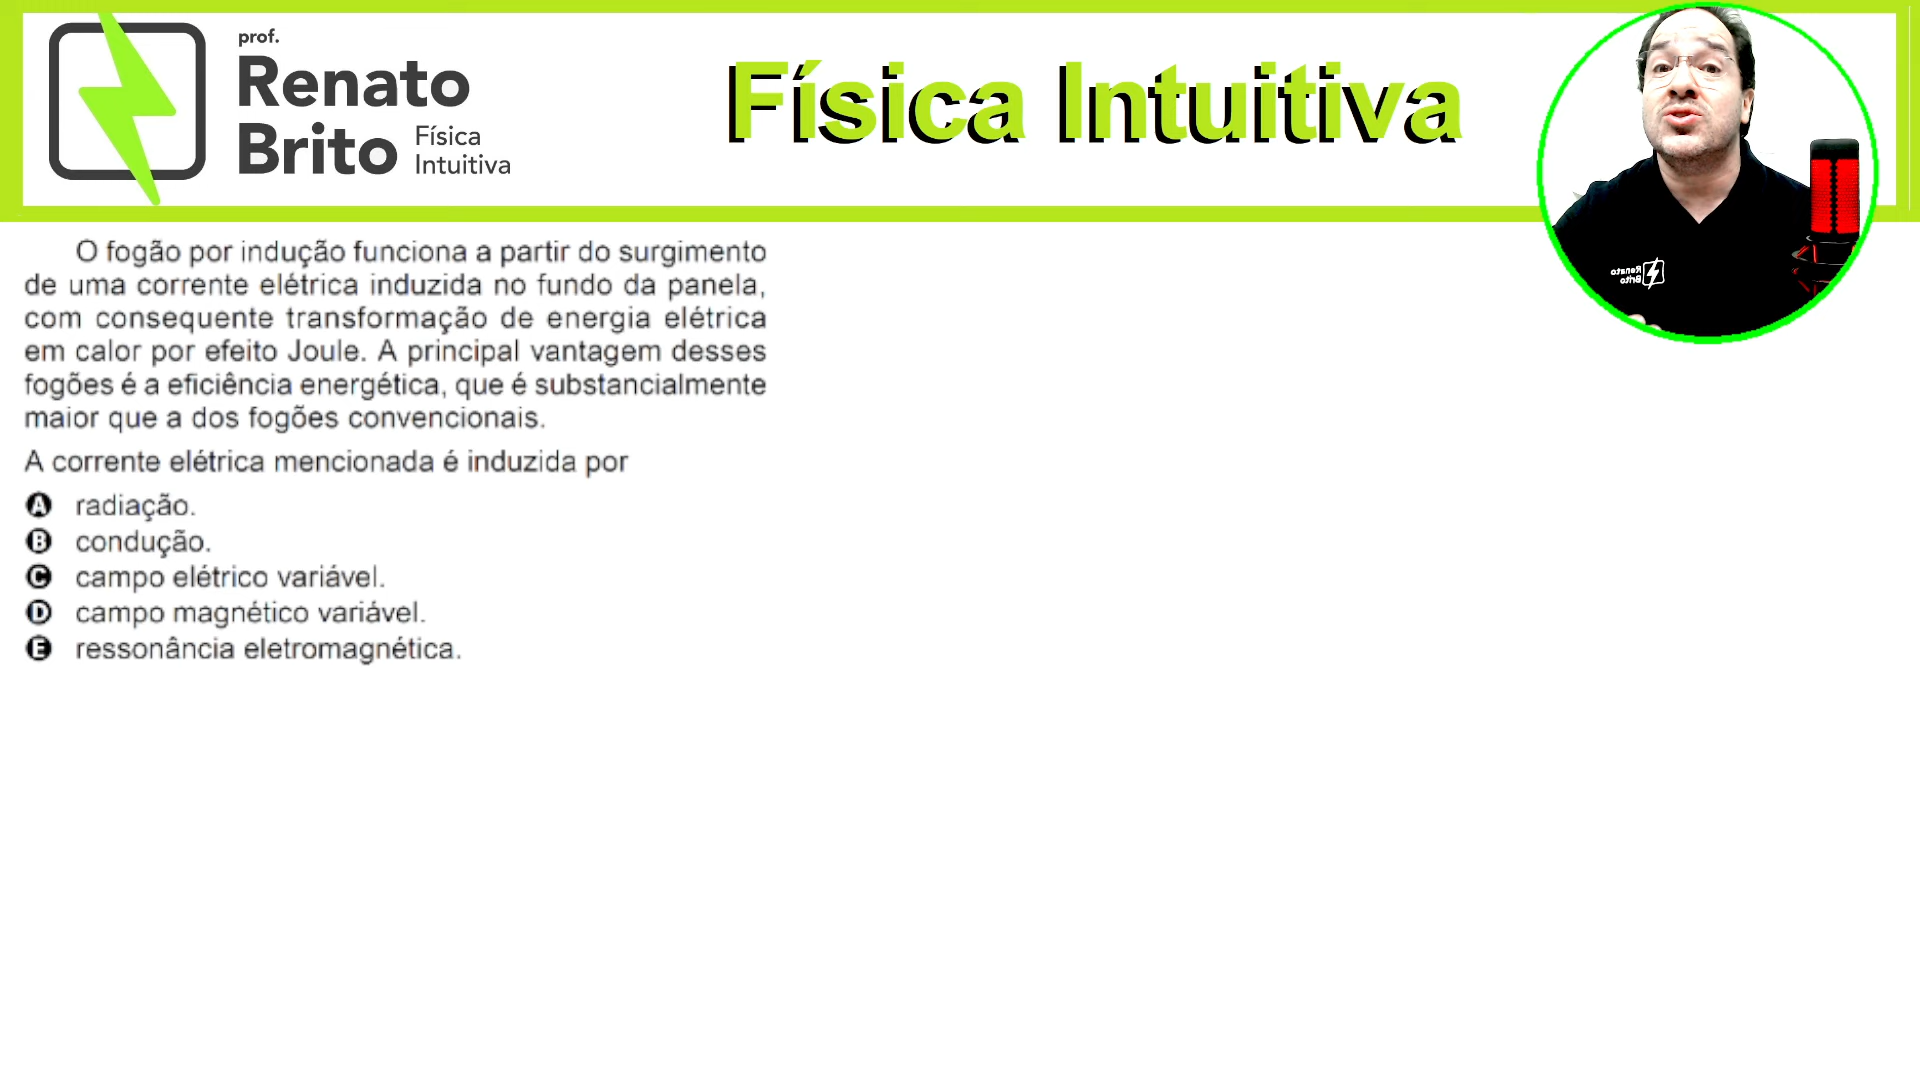 prof.
Renato
Brito Física
Intuitiva
Física Intuitiva
Renato
Brito
O fogão por indução funciona a partir do surgimento
de uma corrente elétrica induzida no fundo da panela,
com consequente transformação de energia elétrica
em calor por efeito Joule. A principal vantagem desses
fogões é a eficiência energética, que é substancialmente
maior que a dos fogões convencionais.
A corrente elétrica mencionada é induzida por
A radiação.
B condução.
C campo elétrico variável.
D campo magnético variável.
E ressonância eletromagnética.